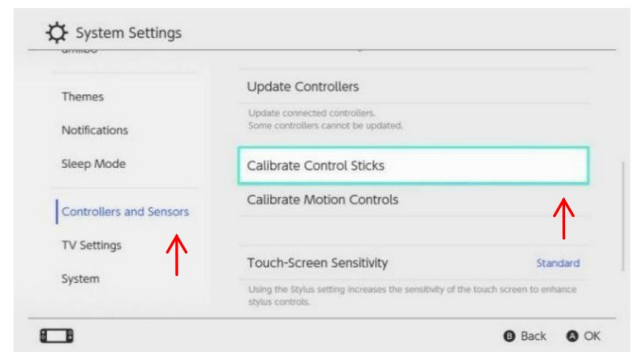 System Settings
amiibo
Themes
Notifications
Sleep Mode
Controllers and Sensors
TV Settings
System
Update Controllers
Update connected controllers.
Some controllers cannot be updated.
Calibrate Control Sticks
Calibrate Motion Controls
Touch-Screen Sensitivity Standard
Using the Stylus setting increases the sensitivity of the touch screen to enhance
stylus controls.
B Back A OK